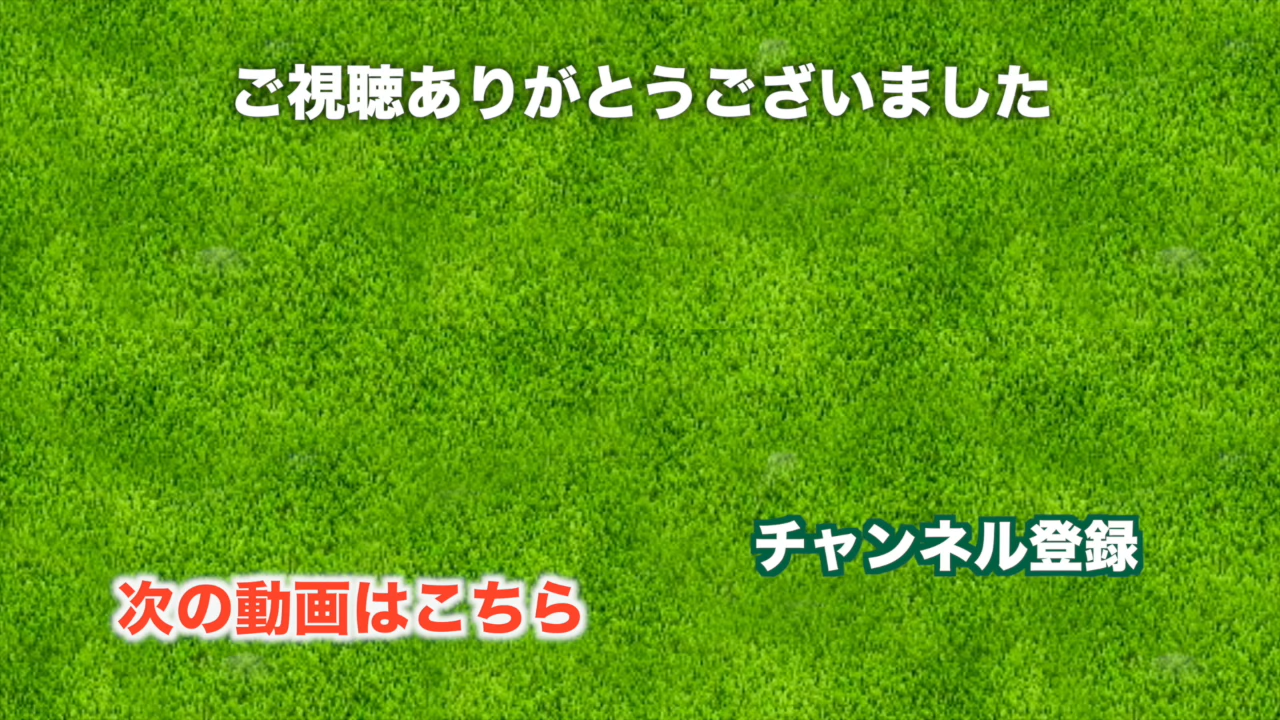 ご視聴ありがとうございました
チャンネル登録
次の動画はこちら